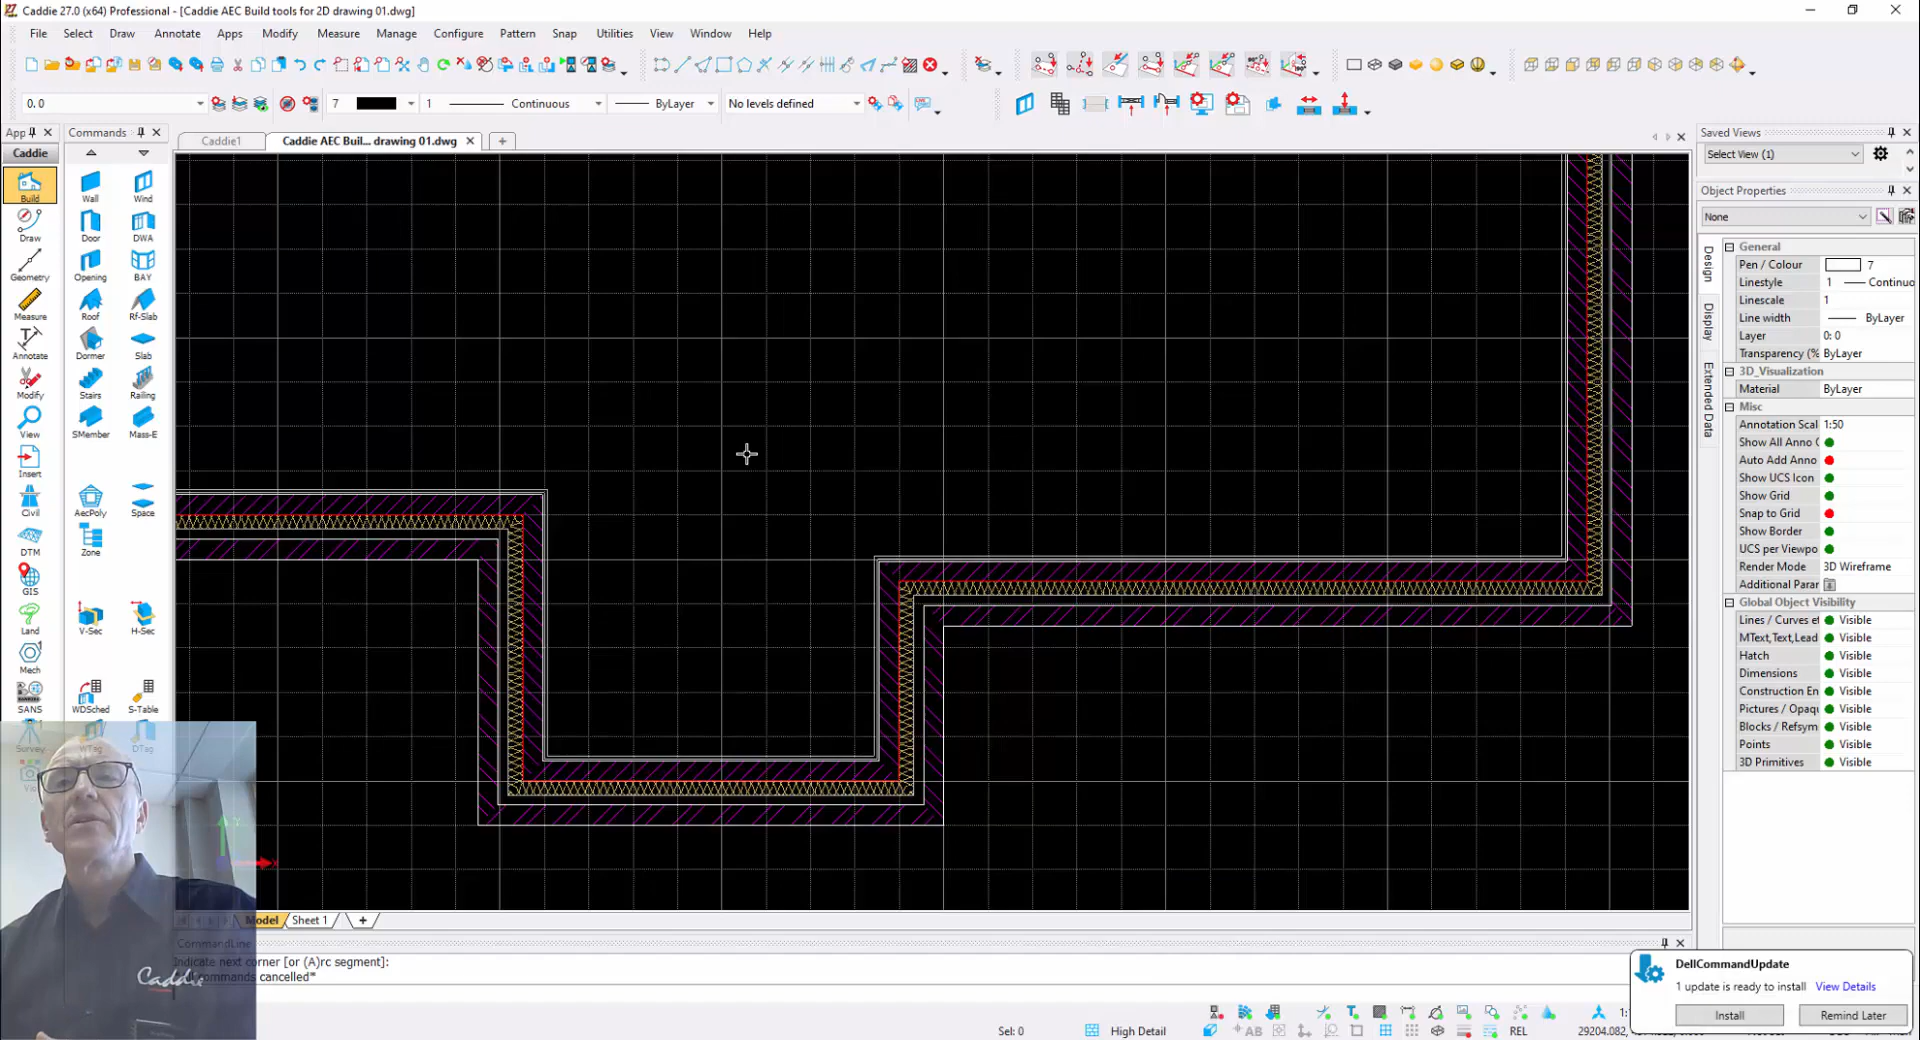 Caddie 27.0 (x64) Professional - [Caddie AEC Build tools for 2D drawing 01.dwg]
File Select Draw Annotate Apps Modify Measure Manage Configure Pattern Snap Utilities View Window Help
0. 0 7 1 Continuous ByLayer No levels defined
App Commands Caddie1 Caddie AEC Buil... drawing 01.dwg
Caddie
Build Wall Wind
Draw Door DWA
Geometry Opening BAY
Measure Roof Rf-Slab
Annotate Dormer Slab
Modify Stairs Railing
View SMember Mass-E
Insert
Civil AecPoly Space
DTM Zone
GIS
Land V-Sec H-Sec
Mech
SANS WDSched S-Table
Survey WTag DTag
Saved Views
Select View (1)
Object Properties
None
Design
Display
Extended Data
General
Pen / Colour 7
Linestyle 1 Continuo
Linescale 1
Line width ByLayer
Layer 0: 0
Transparency (% ByLayer
3D_Visualization
Material ByLayer
Misc
Annotation Scal 1:50
Show All Anno (
Auto Add Anno
Show UCS Icon
Show Grid
Snap to Grid
Show Border
UCS per Viewpo
Render Mode 3D Wireframe
Additional Parar
Global Object Visibility
Lines / Curves et Visible
MText,Text,Lead Visible
Hatch Visible
Dimensions Visible
Construction En Visible
Pictures / Opaqu Visible
Blocks / Refsym Visible
Points Visible
3D Primitives Visible
Model Sheet 1 +
CommandLine
Indicate next corner [or (A)rc segment]:
commands cancelled*
Caddie
DellCommandUpdate
1 update is ready to install View Details
Install Remind Later
Sel: 0 High Detail AB REL 29204.082,